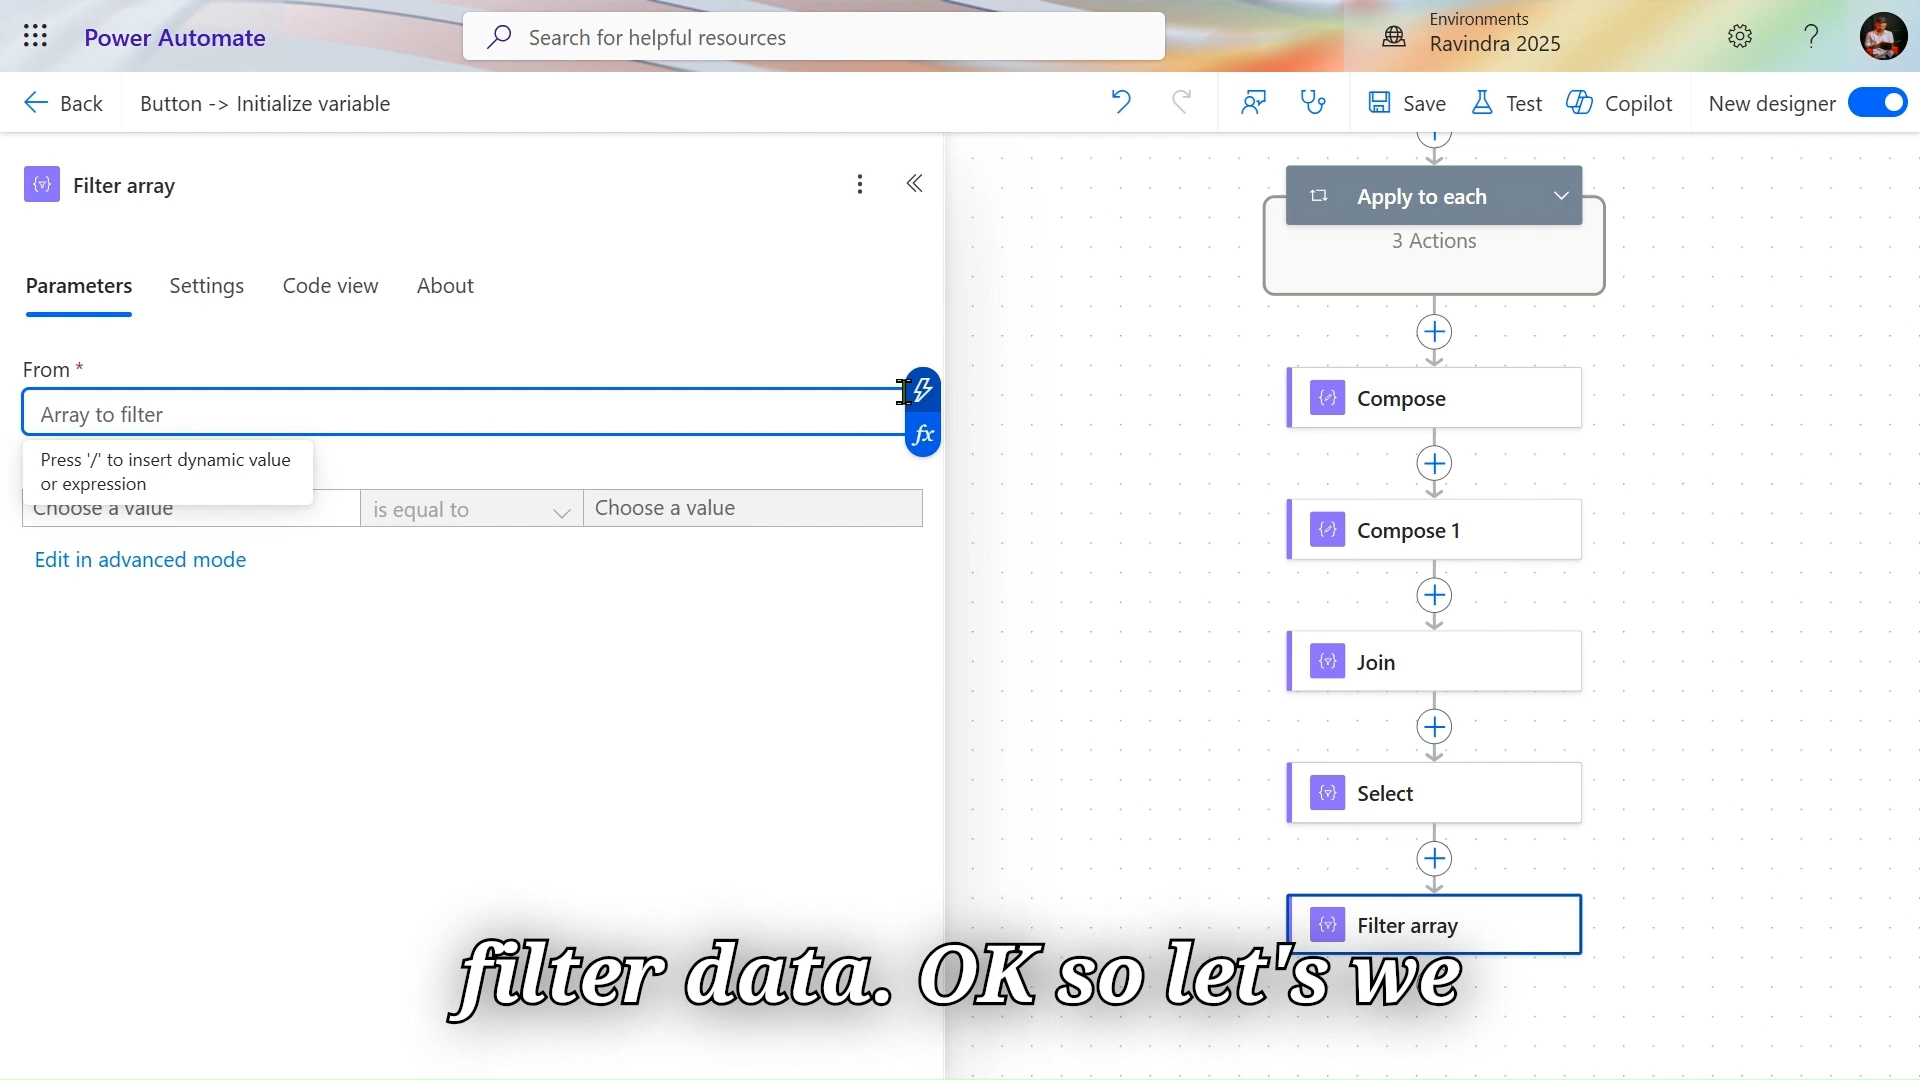 Power Automate
Search for helpful resources
Environments
Ravindra 2025
Back
Button -> Initialize variable
Save
Test
Copilot
New designer
Filter array
Parameters
Settings
Code view
About
From *
Array to filter
fx
Press '/' to insert dynamic value
or expression
Choose a value
is equal to
Choose a value
Edit in advanced mode
Apply to each
3 Actions
Compose
Compose 1
Join
Select
Filter array
filter data. OK so let's we